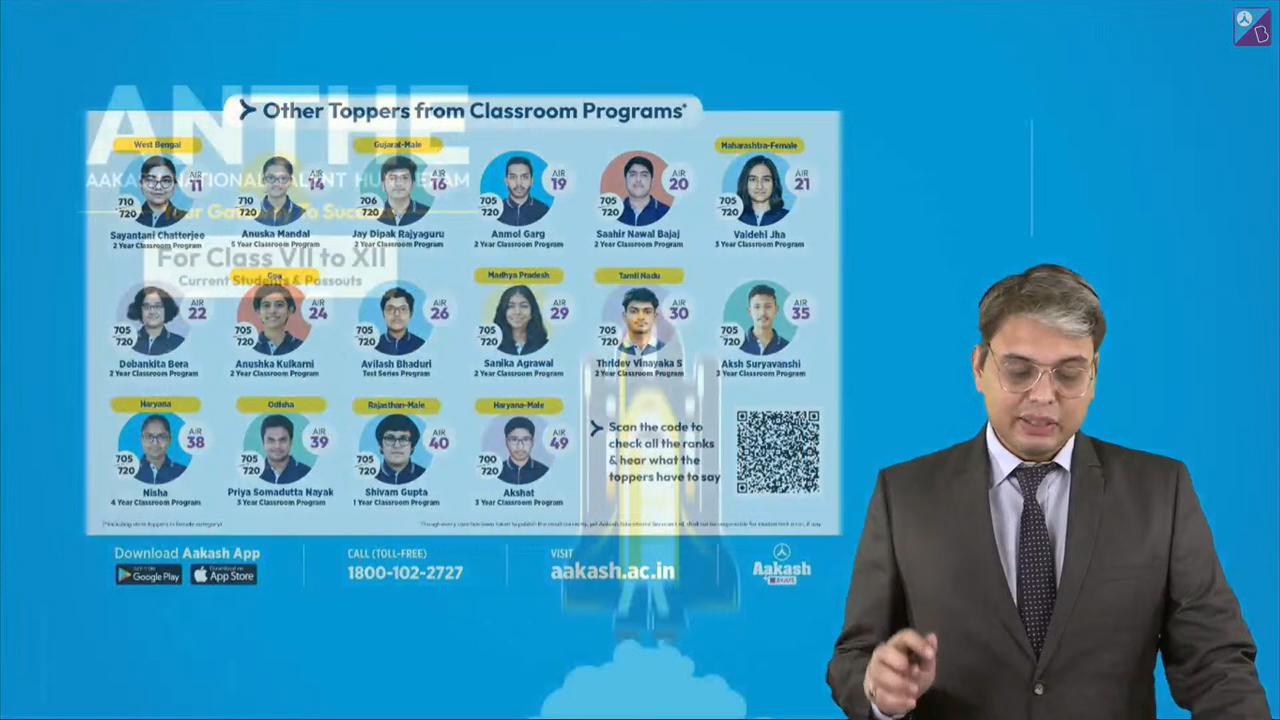 ANTHE
Other Toppers from Classroom Programs*
West Bengal
Gujarat-Male
Maharashtra-Female
AIR 11
AIR 14
AIR 16
AIR 19
AIR 20
AIR 21
710/720
710/720
706/720
705/720
705/720
705/720
Your Gateway To Success
Sayantani Chatterjee
Anuska Mandal
Jay Dipak Rajyaguru
Anmol Garg
Saahir Nawal Bajaj
Vaidehi Jha
2 Year Classroom Program
5 Year Classroom Program
2 Year Classroom Program
2 Year Classroom Program
2 Year Classroom Program
3 Year Classroom Program
For Class VII to XII
Current Students & Passouts
Goa
Madhya Pradesh
Tamil Nadu
AIR 22
AIR 24
AIR 26
AIR 29
AIR 30
AIR 35
705/720
705/720
705/720
705/720
705/720
705/720
Debankita Bera
Anushka Kulkarni
Avilash Bhaduri
Sanika Agrawal
Thridev Vinayaka S
Aksh Suryavanshi
2 Year Classroom Program
2 Year Classroom Program
Test Series Program
2 Year Classroom Program
2 Year Classroom Program
3 Year Classroom Program
Haryana
Odisha
Rajasthan-Male
Haryana-Male
AIR 38
AIR 39
AIR 40
AIR 49
705/720
705/720
705/720
700/720
Nisha
Priya Somadutta Nayak
Shivam Gupta
Akshat
4 Year Classroom Program
3 Year Classroom Program
1 Year Classroom Program
3 Year Classroom Program
Scan the code to
check all the ranks
& hear what the
toppers have to say
Download Aakash App
Google Play
App Store
CALL (TOLL-FREE)
1800-102-2727
VISIT
aakash.ac.in
Aakash